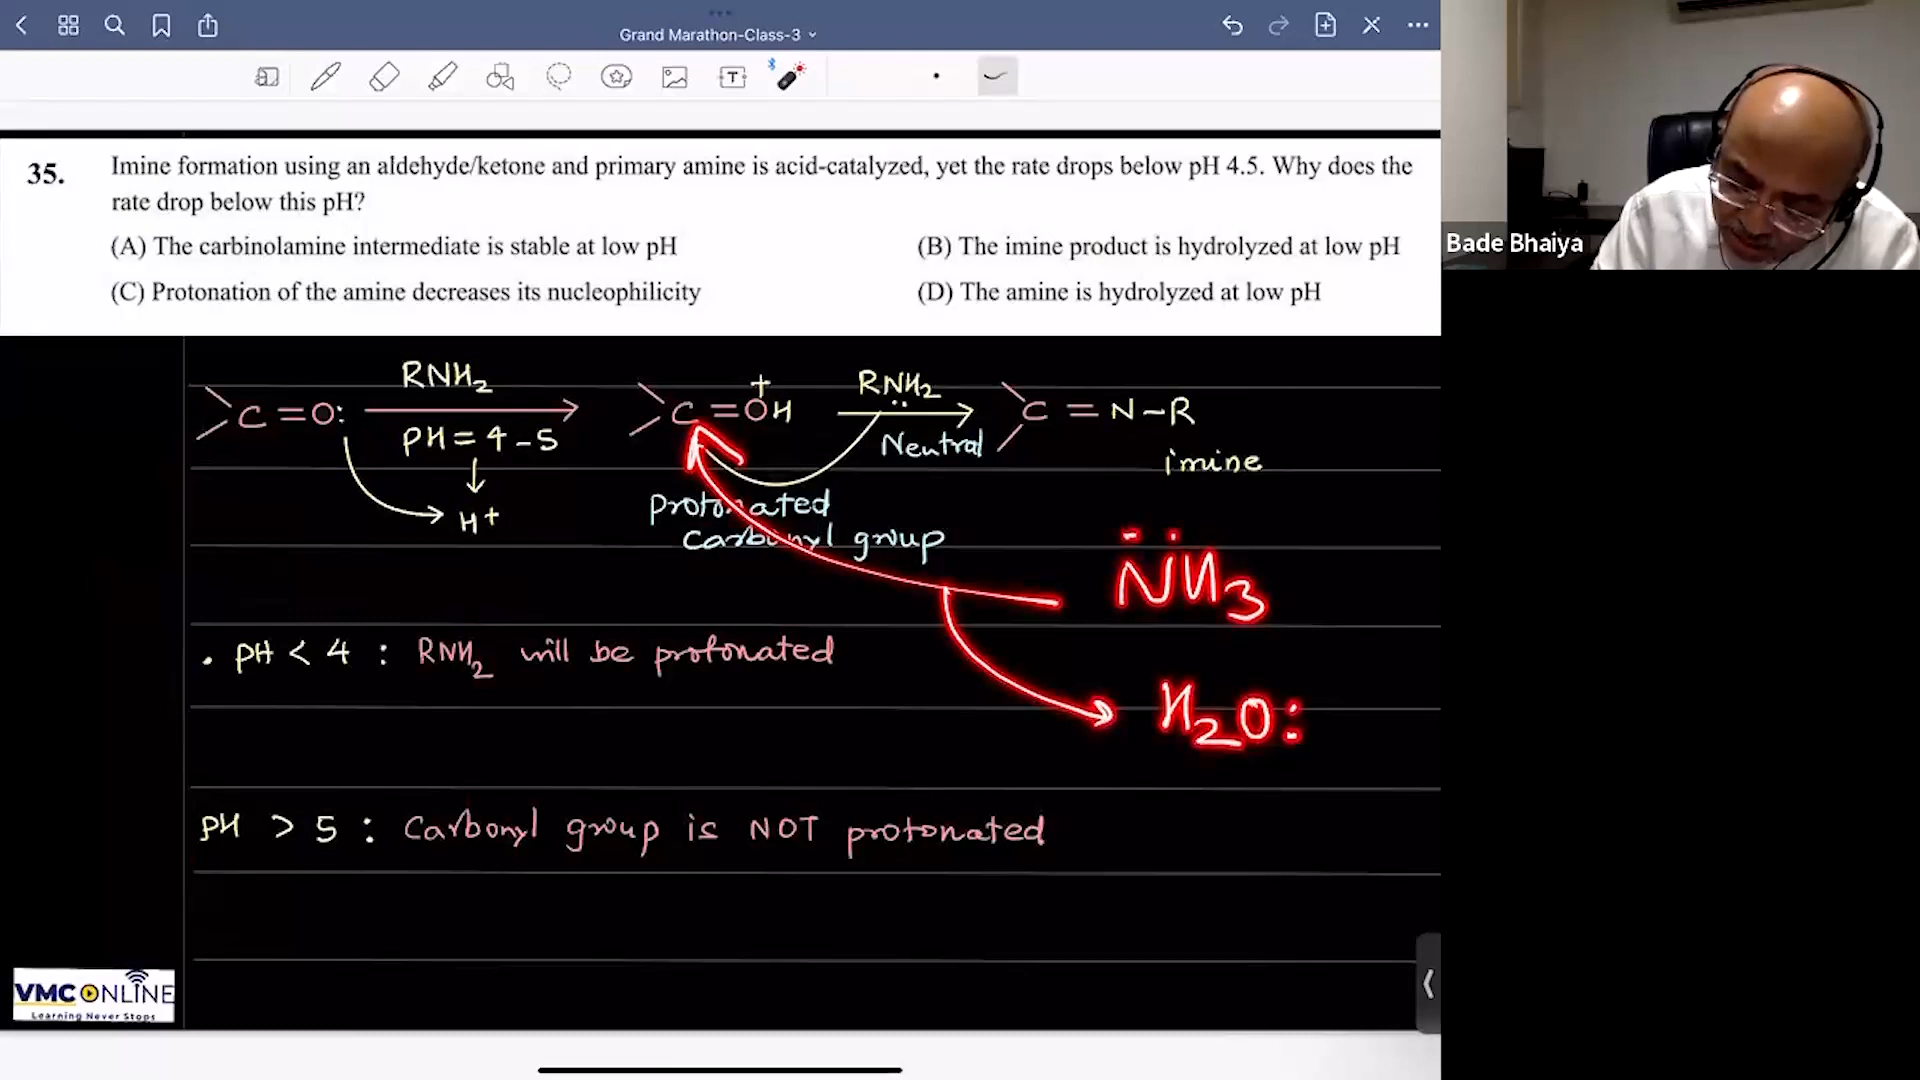 Grand Marathon-Class-3
35. Imine formation using an aldehyde/ketone and primary amine is acid-catalyzed, yet the rate drops below pH 4.5. Why does the
rate drop below this pH?
(A) The carbinolamine intermediate is stable at low pH
(B) The imine product is hydrolyzed at low pH
(C) Protonation of the amine decreases its nucleophilicity
(D) The amine is hydrolyzed at low pH
Bade Bhaiya
RNH₂
C=O:
PH = 4-5
H+
+
C=OH
RNH₂
Neutral
C=N-R
imine
Protonated
Carbonyl group
NH₃
H₂O:
. PH < 4 : RNH₂ will be protonated
PH > 5 : Carbonyl group is NOT protonated
VMC ONLINE
Learning Never Stops